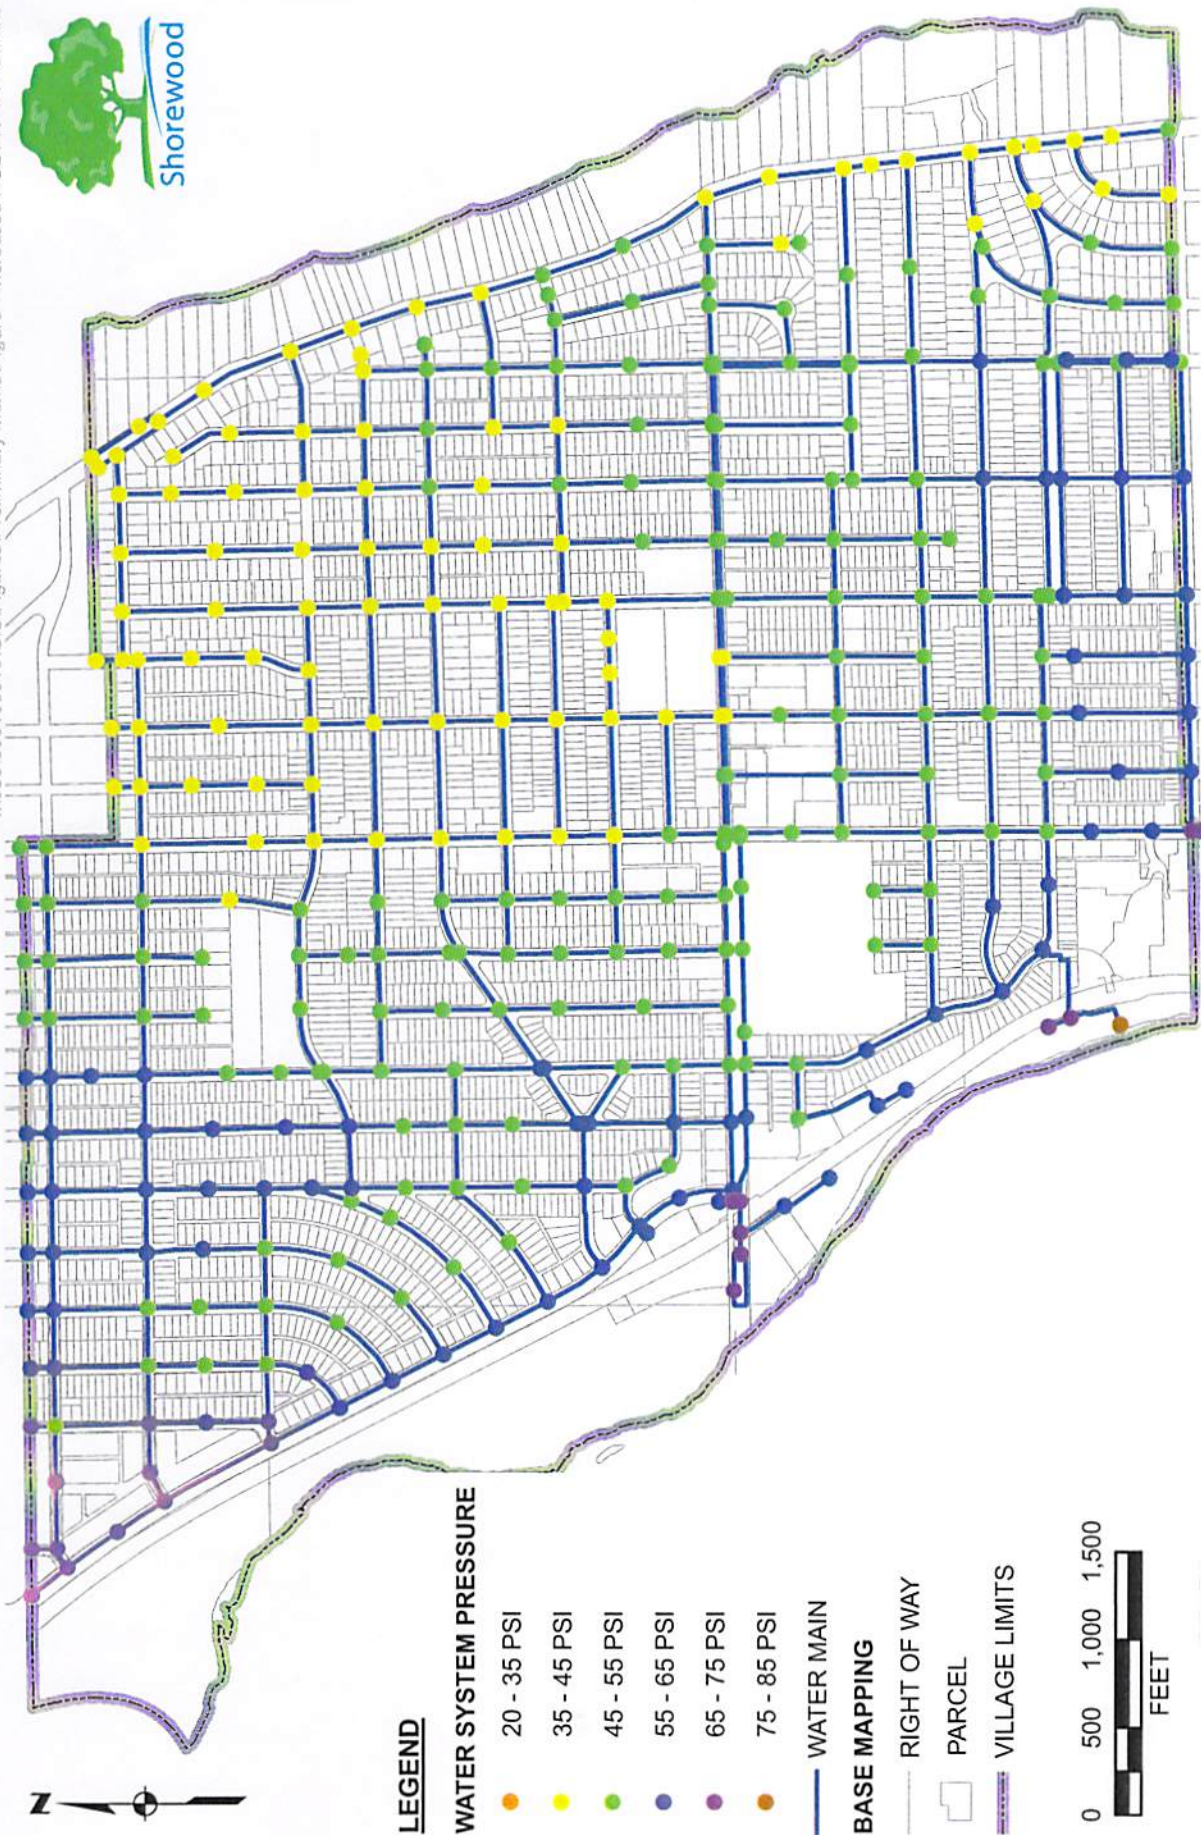 Shorewood
N
LEGEND
WATER SYSTEM PRESSURE
20 - 35 PSI
35 - 45 PSI
45 - 55 PSI
55 - 65 PSI
65 - 75 PSI
75 - 85 PSI
WATER MAIN
BASE MAPPING
RIGHT OF WAY
PARCEL
VILLAGE LIMITS
0 500 1,000 1,500
FEET